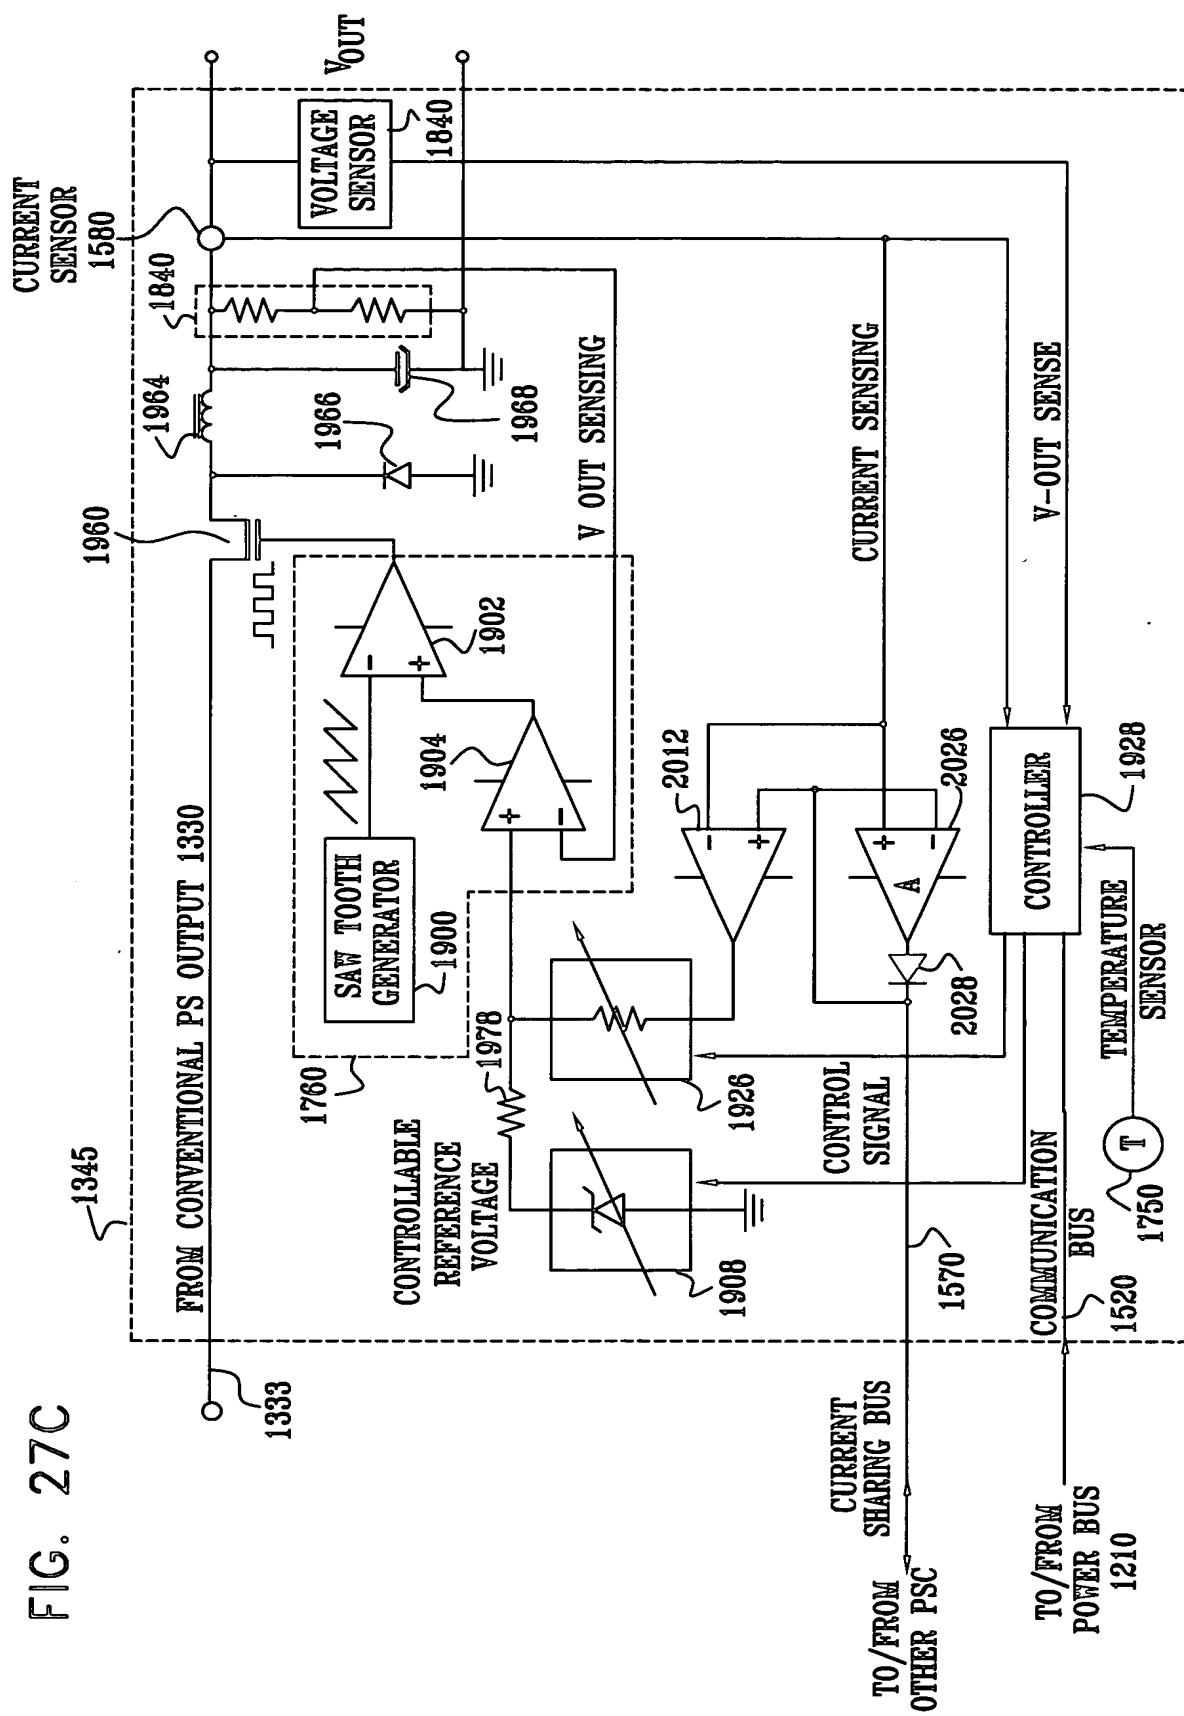 FIG. 27C
1345
FROM CONVENTIONAL PS OUTPUT 1330
1333
1960
1964
1840
CURRENT
SENSOR
1580
VOUT
VOLTAGE
SENSOR
1840
1966
1968
V OUT SENSING
1760
SAW TOOTH
GENERATOR
1900
-
+
1902
1904
+
-
1978
CONTROLLABLE
REFERENCE
VOLTAGE
1908
1926
2012
-
+
CURRENT SENSING
V-OUT SENSE
CONTROL
SIGNAL
A
+
-
2026
2028
1570
CURRENT
SHARING BUS
TO/FROM
OTHER PSC
CONTROLLER
1928
COMMUNICATION
BUS
1520
TO/FROM
POWER BUS
1210
TEMPERATURE
SENSOR
T
1750